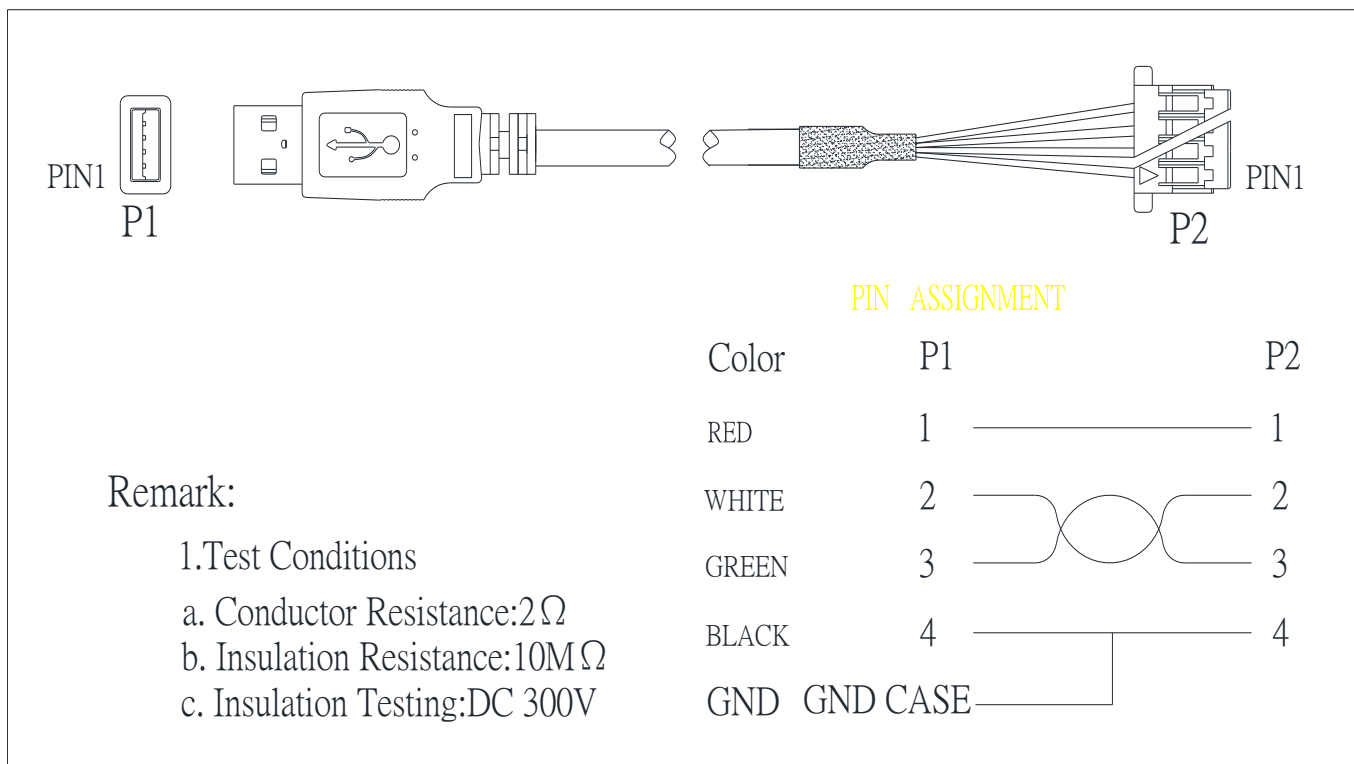 PIN1
P1
PIN1
P2
PIN ASSIGNMENT
Color P1 P2
RED 1 1
WHITE 2 2
GREEN 3 3
BLACK 4 4
GND GND CASE
Remark:
1.Test Conditions
a. Conductor Resistance:2Ω
b. Insulation Resistance:10MΩ
c. Insulation Testing:DC 300V